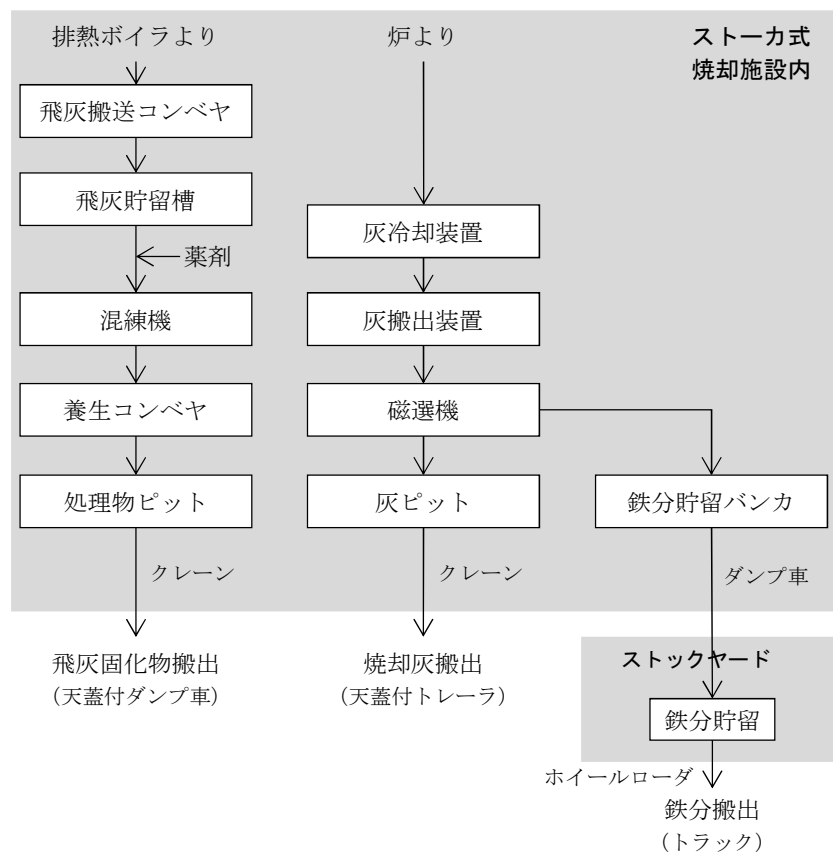 排熱ボイラより
炉より
ストーカ式
焼却施設内
飛灰搬送コンベヤ
飛灰貯留槽
灰冷却装置
薬剤
混練機
灰搬出装置
養生コンベヤ
磁選機
処理物ピット
灰ピット
鉄分貯留バンカ
クレーン
クレーン
ダンプ車
飛灰固化物搬出
（天蓋付ダンプ車）
焼却灰搬出
（天蓋付トレーラ）
ストックヤード
鉄分貯留
ホイールローダ
鉄分搬出
（トラック）